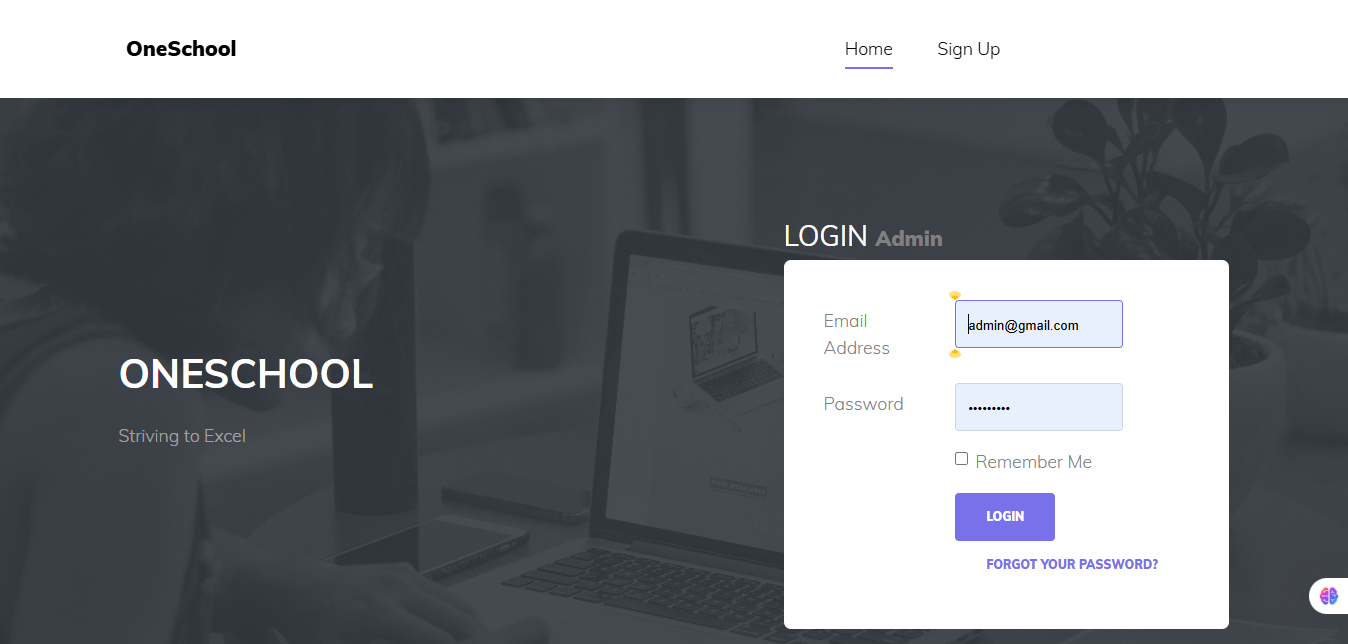 OneSchool
Home
Sign Up
LOGIN Admin
Email
Address
admin@gmail.com
Password
•••••••••
Remember Me
LOGIN
FORGOT YOUR PASSWORD?
ONESCHOOL
Striving to Excel